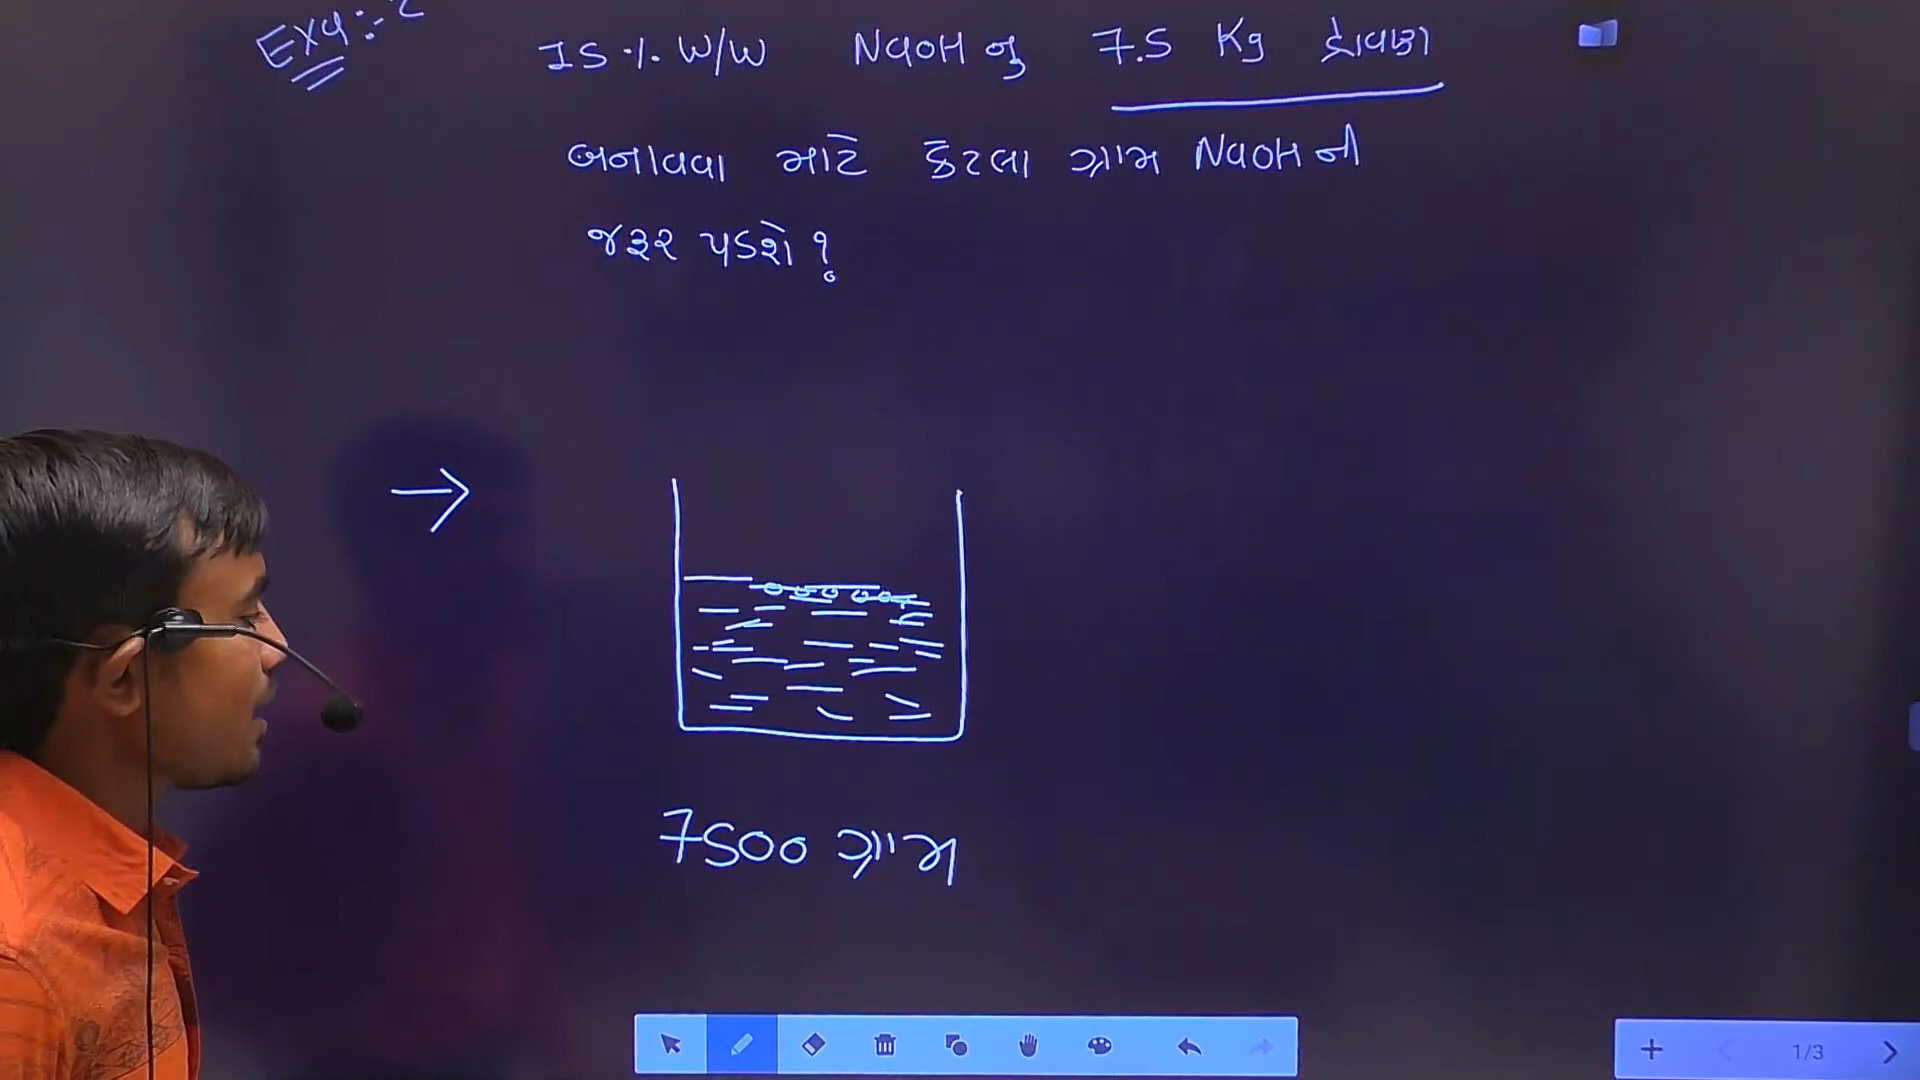 Exa:- 2 15 % W/W NaOH નુ 7.5 Kg દ્રાવણ
બનાવવા માટે કેટલા ગ્રામ NaOH ની
જરૂર પડશે ?
7500 ગ્રામ
1/3